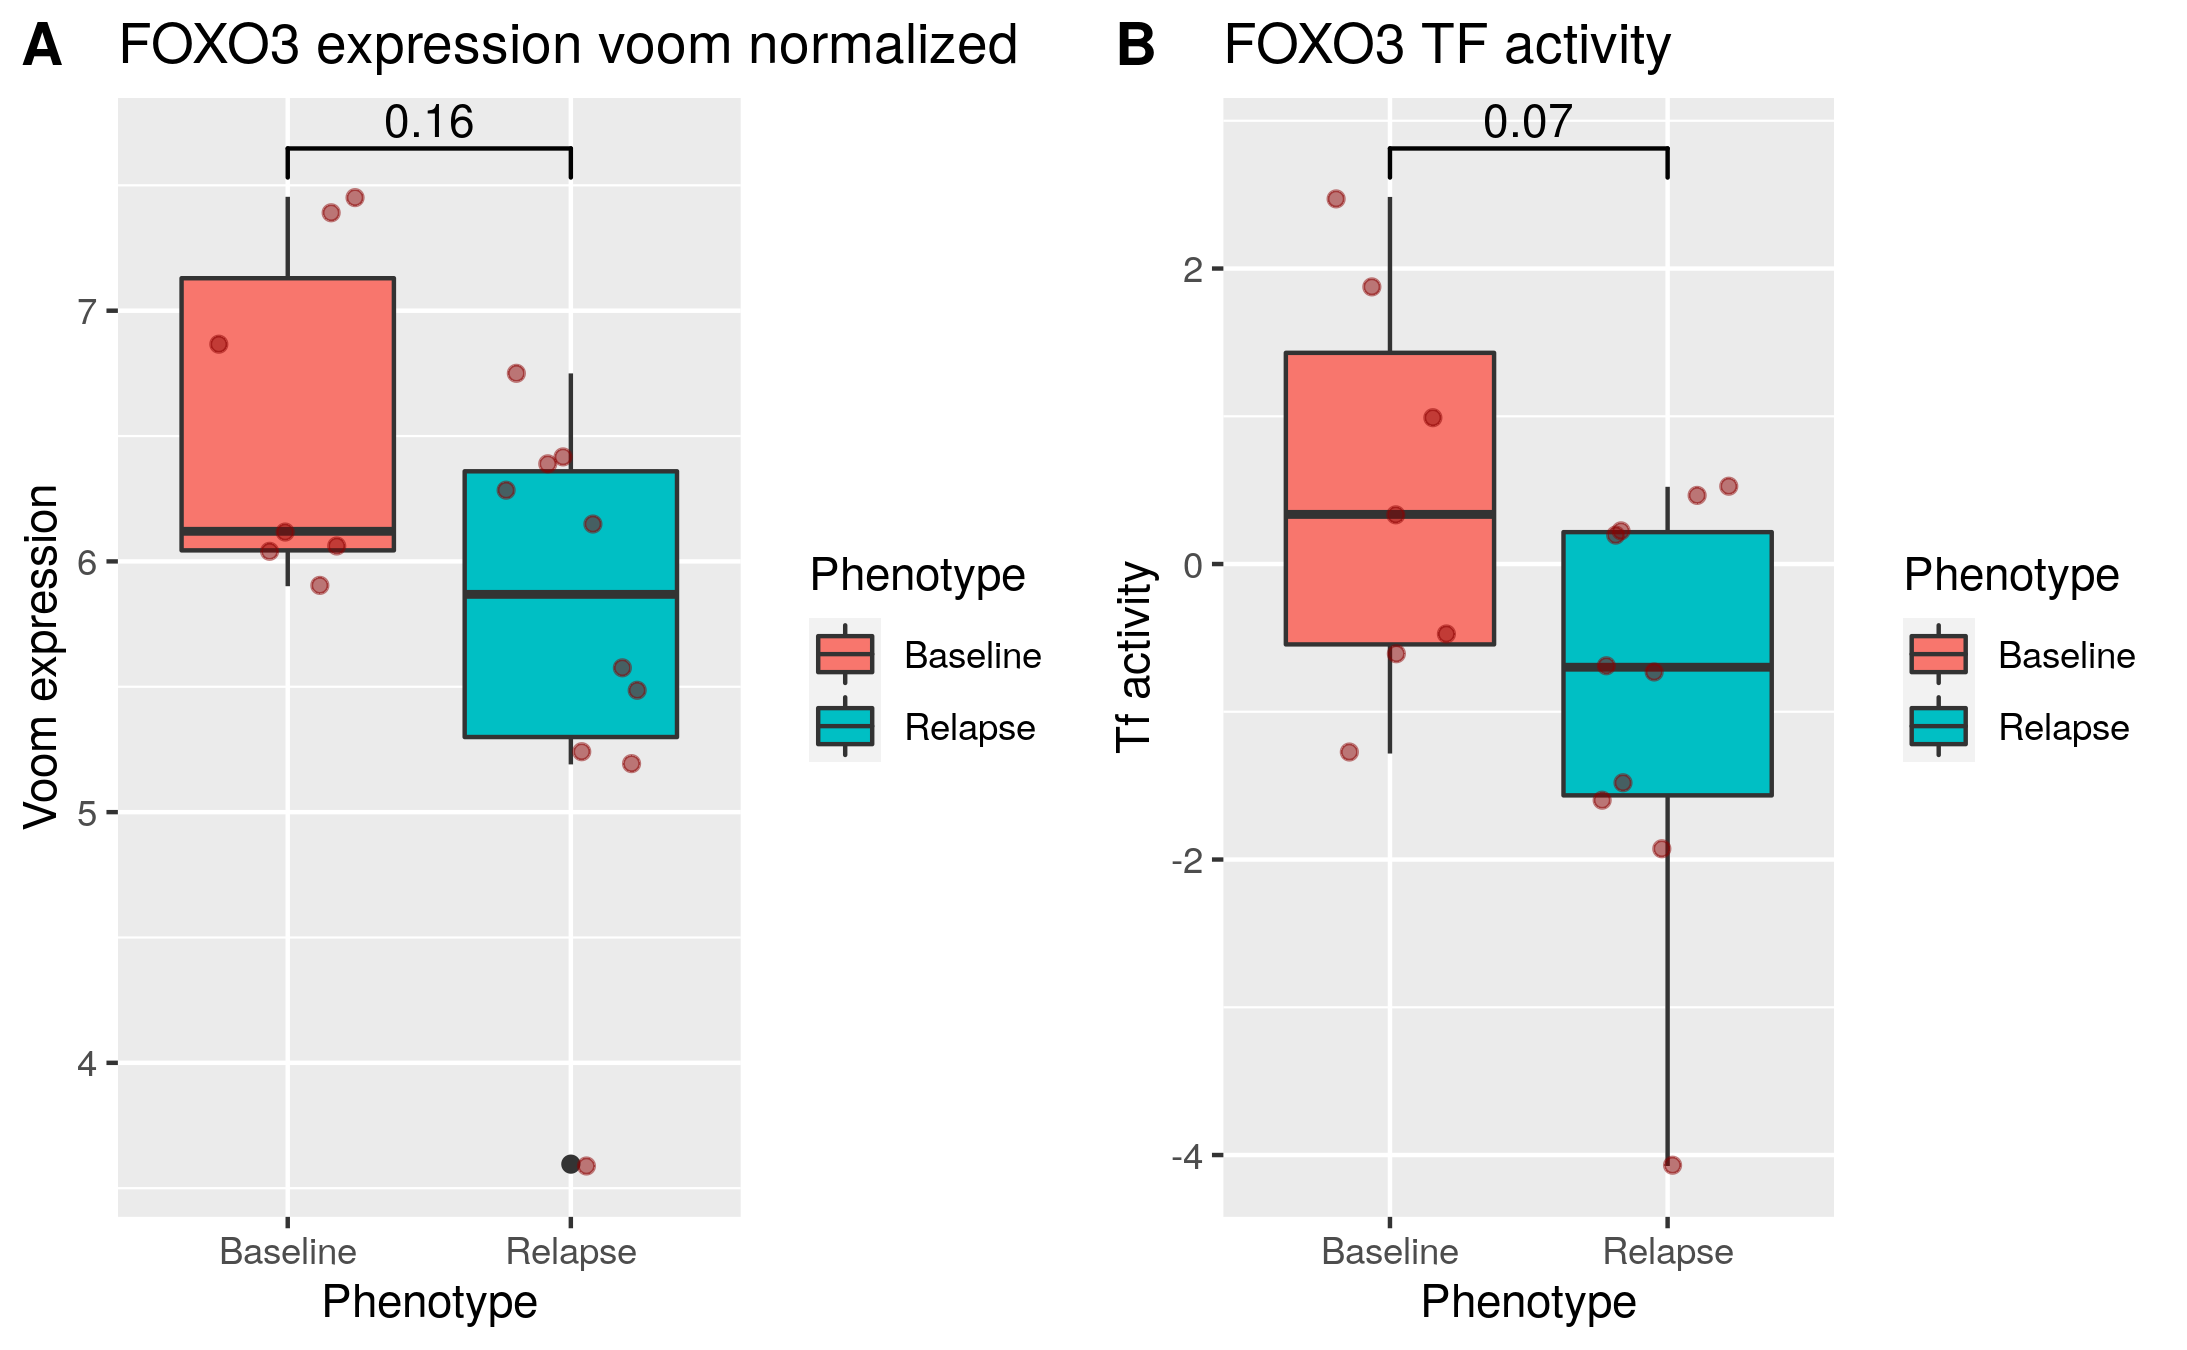 A FOXO3 expression voom normalized
0.16
7
6
5
4
Voom expression
Baseline Relapse
Phenotype
Phenotype
Baseline
Relapse
B FOXO3 TF activity
0.07
2
0
-2
-4
Tf activity
Baseline Relapse
Phenotype
Phenotype
Baseline
Relapse